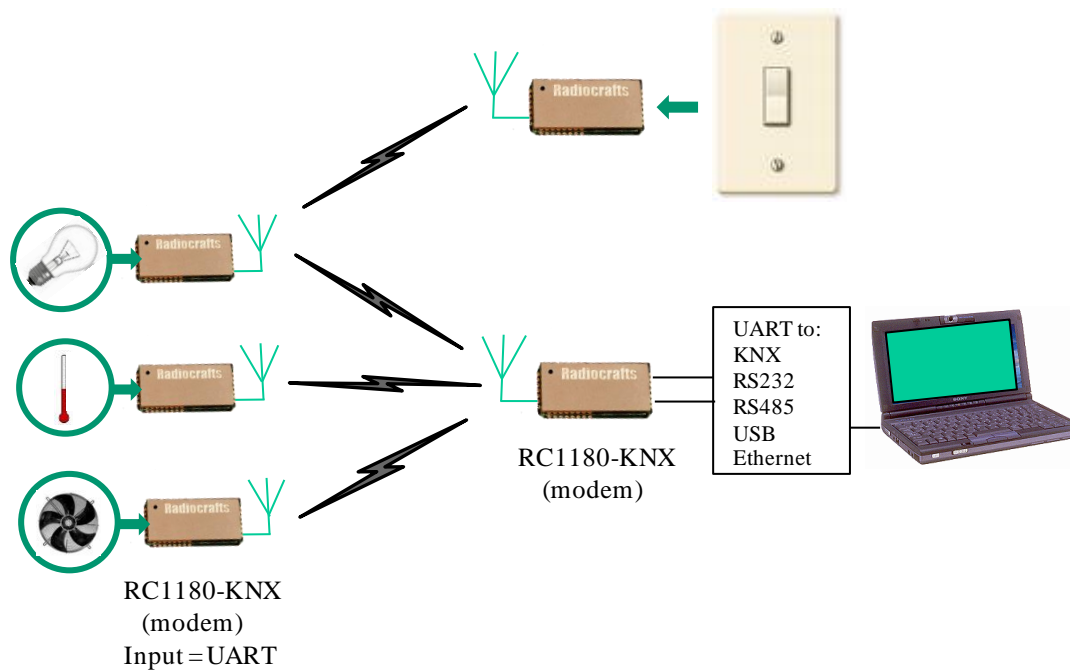 Radiocrafts
Radiocrafts
Radiocrafts
Radiocrafts
Radiocrafts
RC1180-KNX
(modem)
UART to:
KNX
RS232
RS485
USB
Ethernet
SONY
RC1180-KNX
(modem)
Input = UART